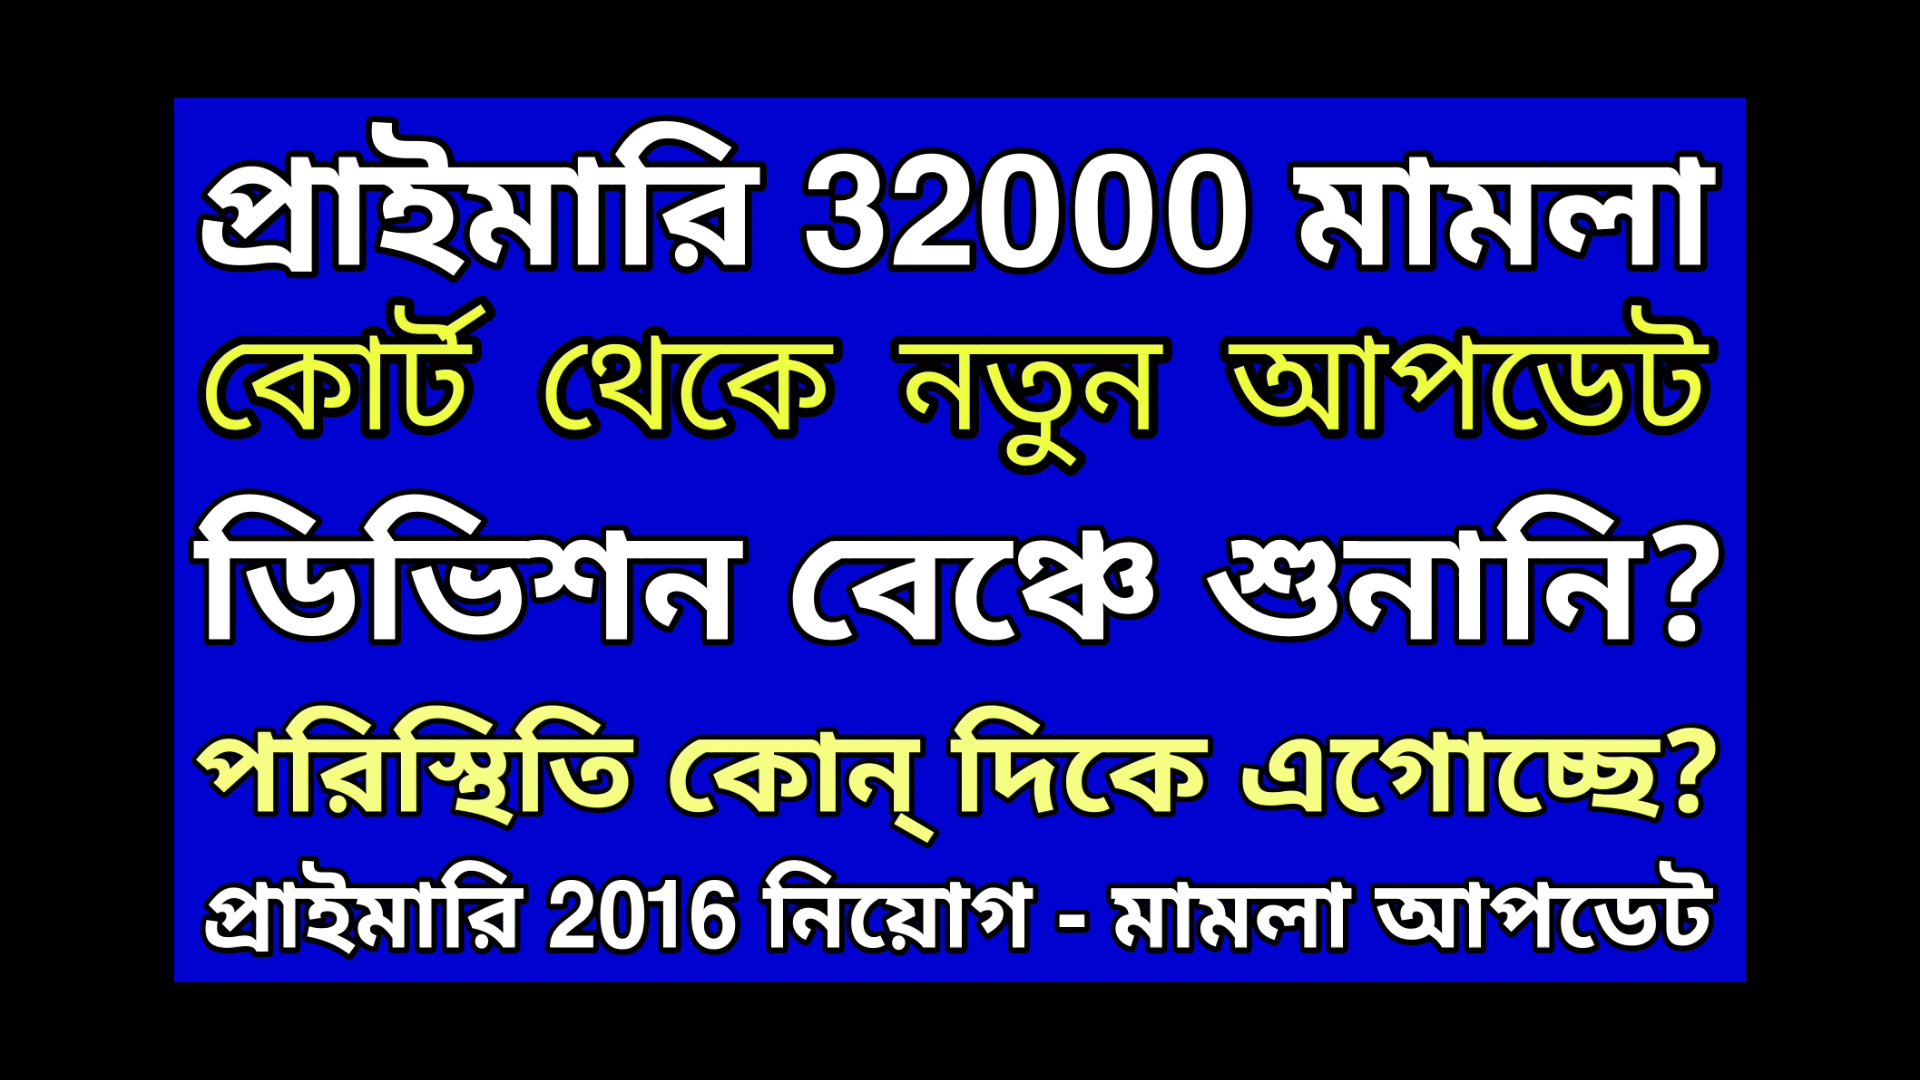 প্রাইমারি 32000 মামলা
কোর্ট থেকে নতুন আপডেট
ডিভিশন বেঞ্চে শুনানি?
পরিস্থিতি কোন্ দিকে এগোচ্ছে?
প্রাইমারি 2016 নিয়োগ - মামলা আপডেট